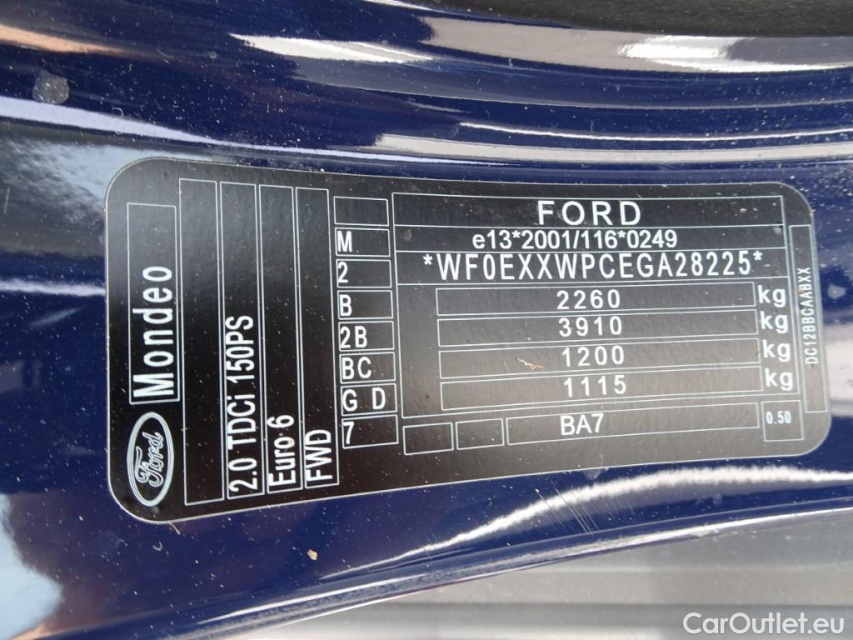 FORD
e13*2001/116*0249
*WF0EXXWPCEGA28225*
2260 kg
3910 kg
1200 kg
1115 kg
BA7
0.50
M
2
B
2B
BC
G D
7
Mondeo
Ford
2.0 TDCi 150PS
Euro 6
FWD
DC12BBCAABXX
CarOutlet.eu